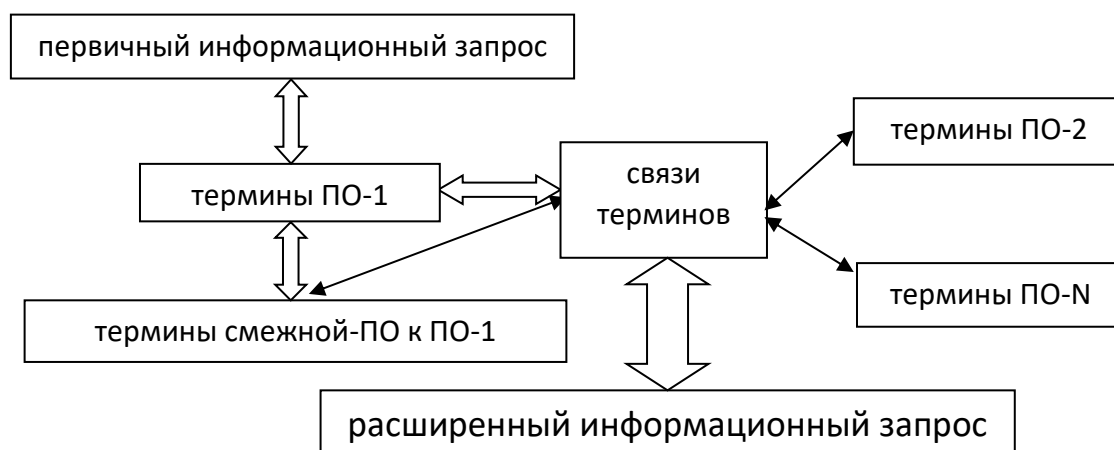 первичный информационный запрос
термины ПО-1
термины смежной-ПО к ПО-1
связи
терминов
термины ПО-2
термины ПО-N
расширенный информационный запрос